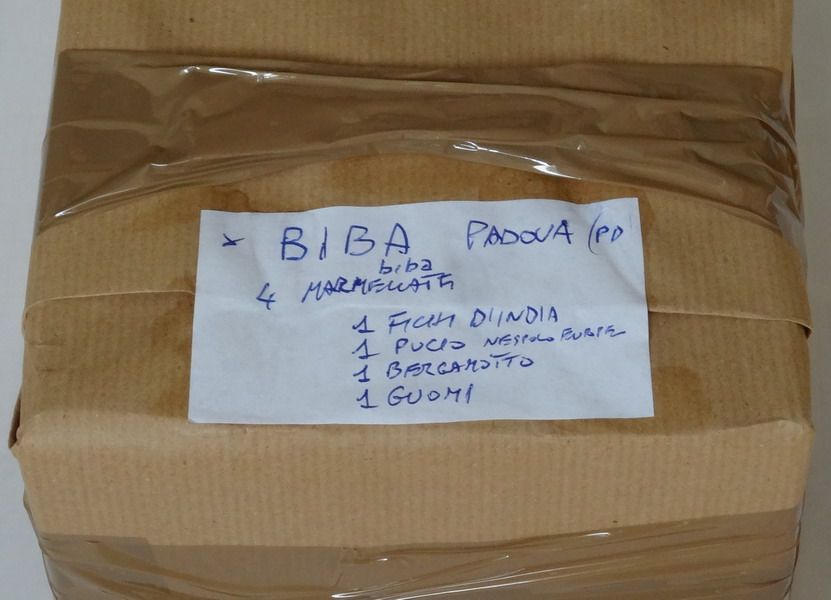 BIBA PADOVA (PD
biba
4 MARMELLATE
1 FICHI D'INDIA
1 PUCIO NESPOLO EUROPE
1 BERGAMOTTO
1 GUOMI